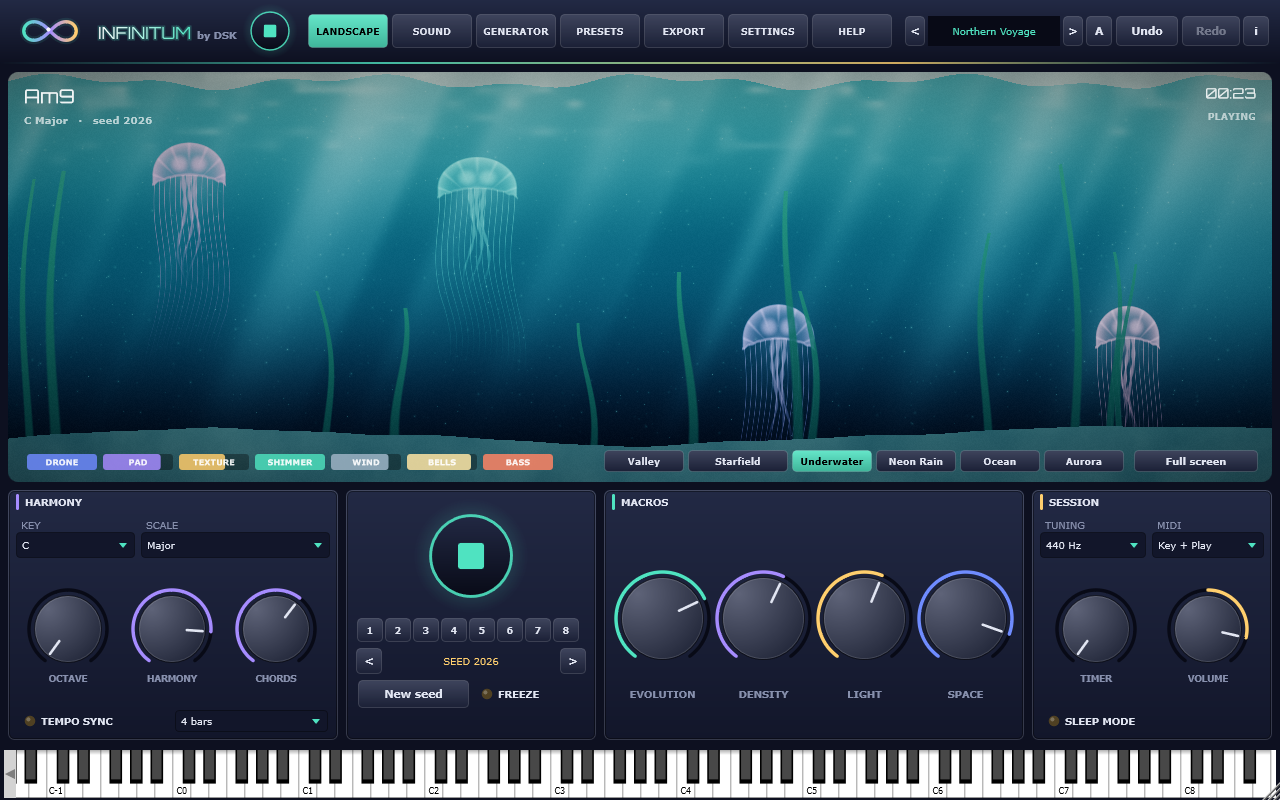 INFINITUM by DSK
LANDSCAPE SOUND GENERATOR PRESETS EXPORT SETTINGS HELP < Northern Voyage > A Undo Redo i
Am9
C Major · seed 2026
00:23
PLAYING
DRONE PAD TEXTURE SHIMMER WIND BELLS BASS Valley Starfield Underwater Neon Rain Ocean Aurora Full screen
HARMONY
KEY SCALE
C Major
OCTAVE HARMONY CHORDS
TEMPO SYNC 4 bars
1 2 3 4 5 6 7 8
< SEED 2026 >
New seed FREEZE
MACROS
EVOLUTION DENSITY LIGHT SPACE
SESSION
TUNING MIDI
440 Hz Key + Play
TIMER VOLUME
SLEEP MODE
C-1 C0 C1 C2 C3 C4 C5 C6 C7 C8